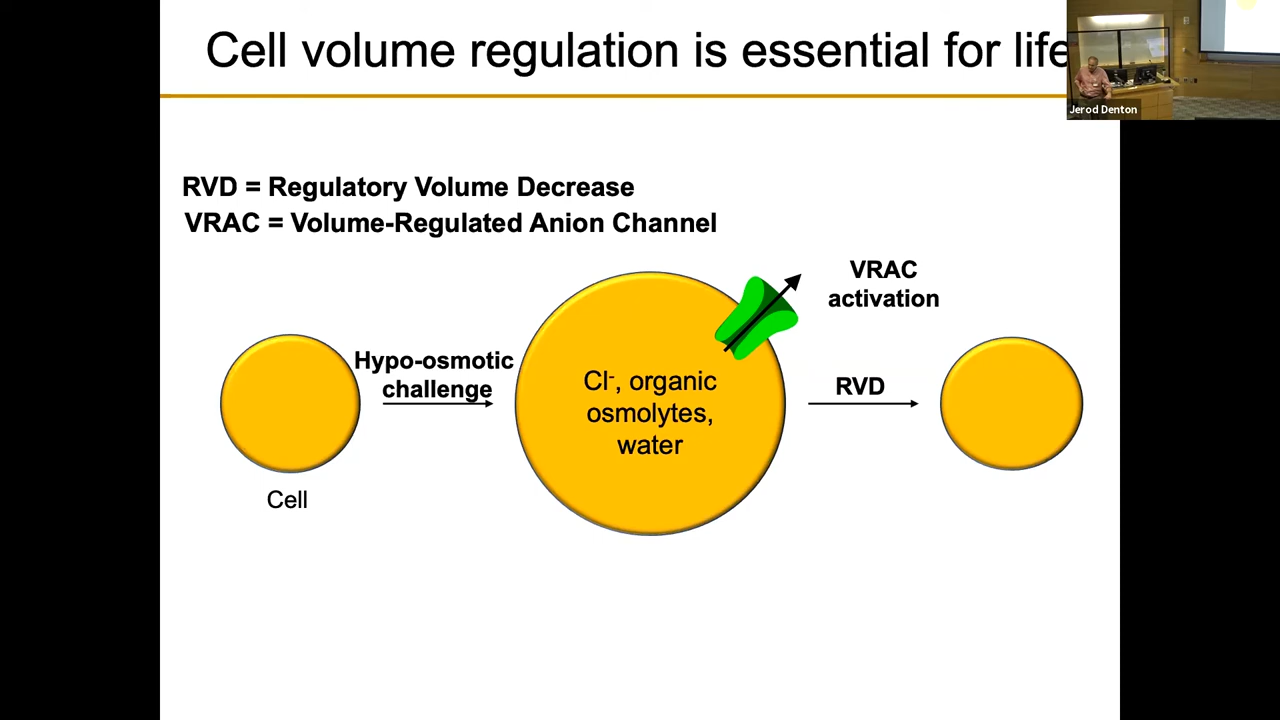 Cell volume regulation is essential for life
Jerod Denton
RVD = Regulatory Volume Decrease
VRAC = Volume-Regulated Anion Channel
VRAC
activation
Hypo-osmotic
challenge
Cl⁻, organic
osmolytes,
water
RVD
Cell